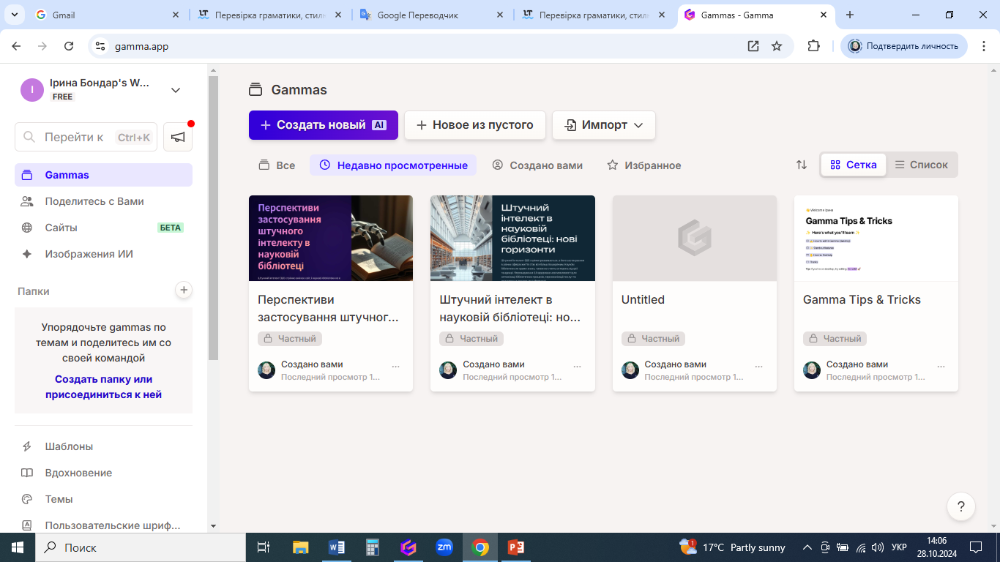 Gmail
Перевірка граматики, стил
Google Переводчик
Перевірка граматики, стил
Gammas - Gamma
gamma.app
Подтвердить личность
I
Ірина Бондар's W...
FREE
Перейти к
Ctrl+K
Gammas
Поделитесь с Вами
Сайты
БЕТА
Изображения ИИ
Папки
Упорядочьте gammas по
темам и поделитесь им со
своей командой
Создать папку или
присоединиться к ней
Шаблоны
Вдохновение
Темы
Пользовательские шриф...
Gammas
Создать новый AI
Новое из пустого
Импорт
Все
Недавно просмотренные
Создано вами
Избранное
Сетка
Список
Перспективи
застосування
штучного
інтелекту в
науковій
бібліотеці
Перспективи
застосування штучног...
Частный
Создано вами
Последний просмотр 1...
Штучний
інтелект в
науковій
бібліотеці: нові
горизонти
Штучний інтелект в
науковій бібліотеці: но...
Частный
Создано вами
Последний просмотр 1...
Untitled
Частный
Создано вами
Последний просмотр 1...
Gamma Tips & Tricks
Here's what you'll learn
Gamma Tips & Tricks
Частный
Создано вами
Последний просмотр 1...
?
Поиск
zm
1
17°C Partly sunny
УКР
14:06
28.10.2024